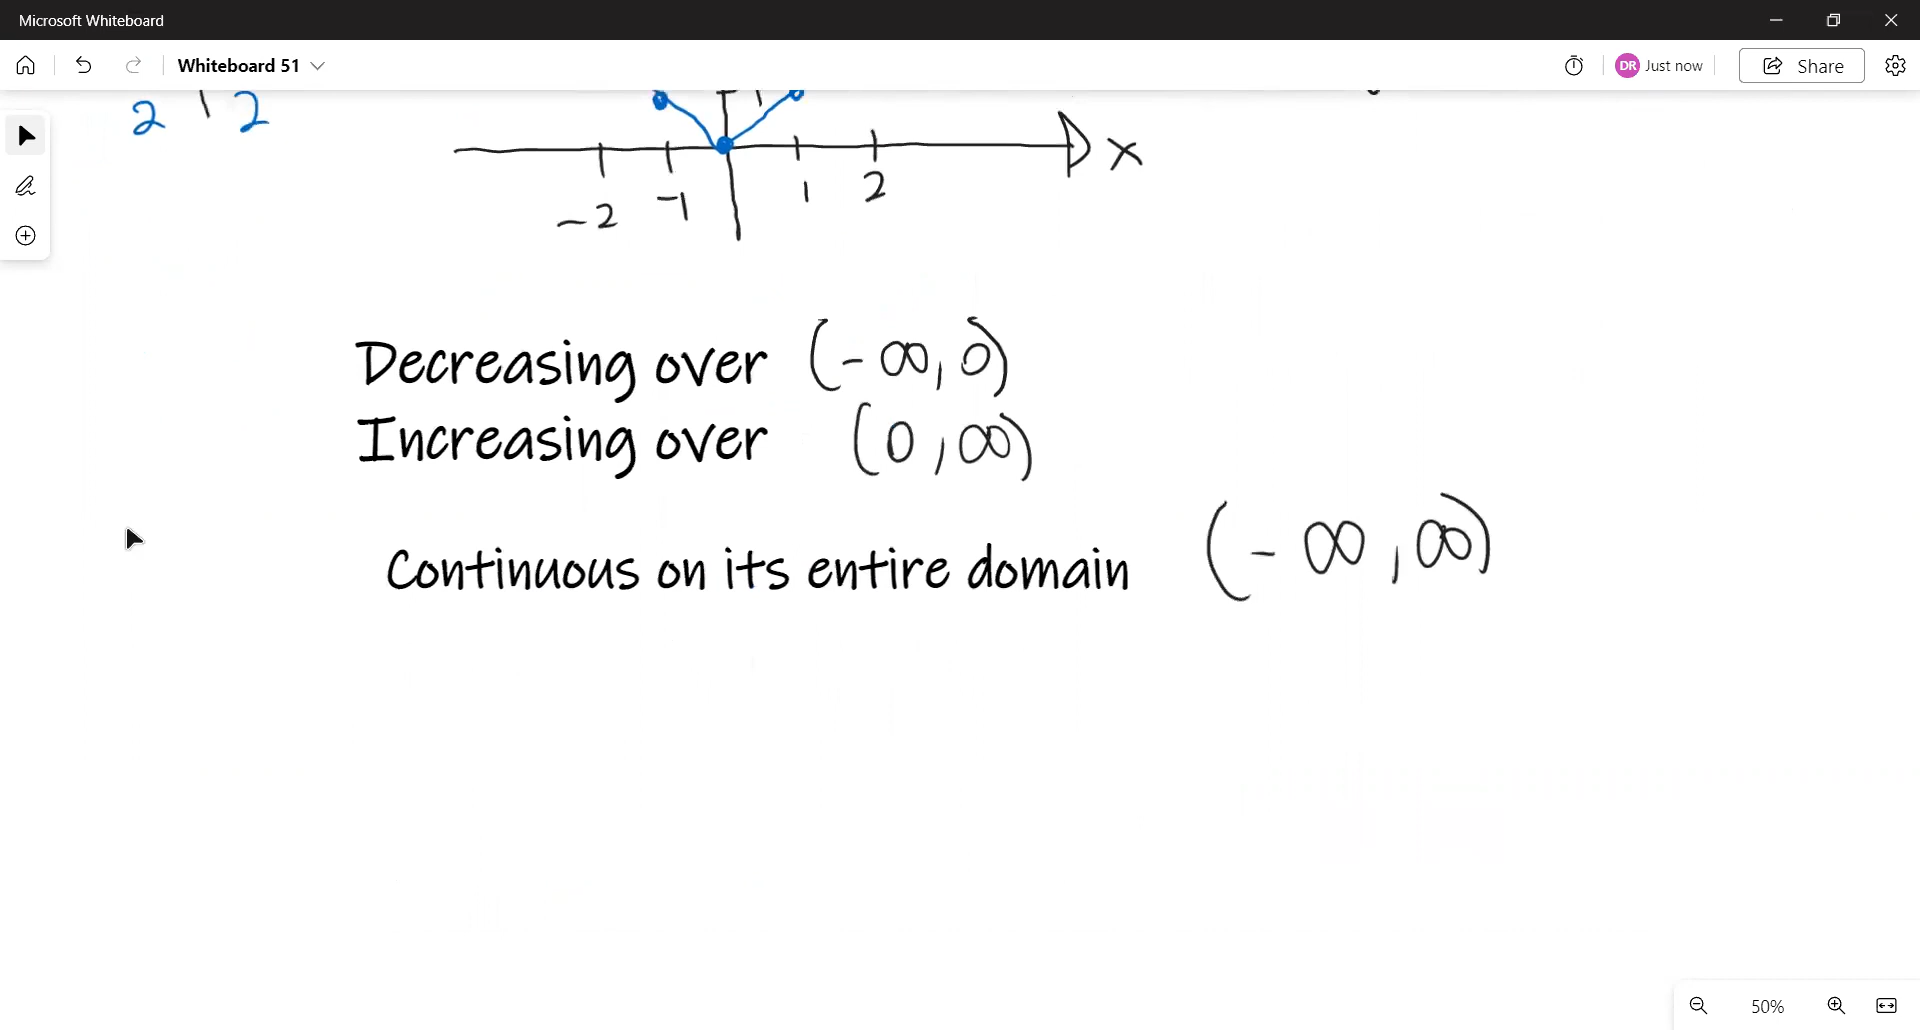 Microsoft Whiteboard
Whiteboard 51
DR Just now
Share
2 2
x
-2 -1 1 2
Decreasing over (-∞, 0)
Increasing over (0, ∞)
Continuous on its entire domain (-∞, ∞)
50%